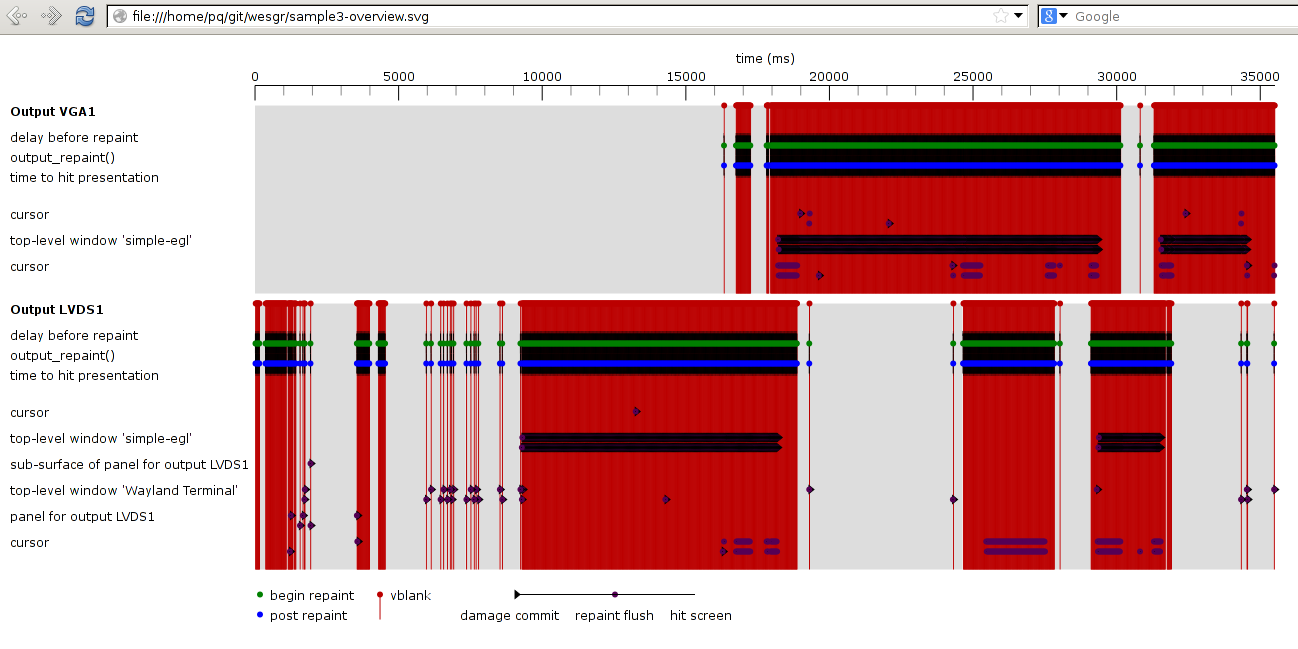 file:///home/pq/git/wesgr/sample3-overview.svg
8 Google
time (ms)
0 5000 10000 15000 20000 25000 30000 35000
Output VGA1
delay before repaint
output_repaint()
time to hit presentation
cursor
top-level window 'simple-egl'
cursor
Output LVDS1
delay before repaint
output_repaint()
time to hit presentation
cursor
top-level window 'simple-egl'
sub-surface of panel for output LVDS1
top-level window 'Wayland Terminal'
panel for output LVDS1
cursor
begin repaint vblank
post repaint damage commit repaint flush hit screen